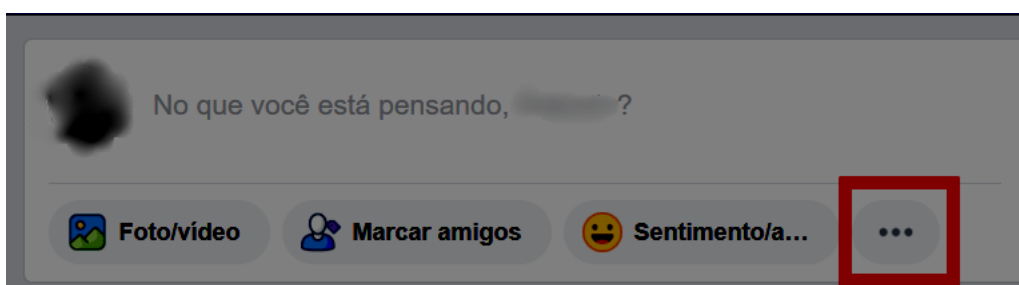 No que você está pensando, ?
Foto/vídeo Marcar amigos Sentimento/a... •••